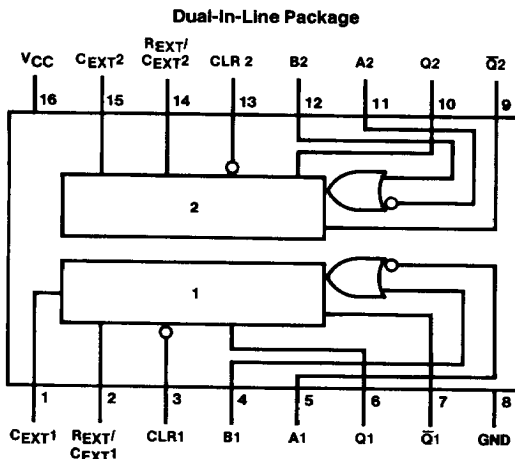 Dual-In-Line Package
VCC CEXT2 REXT/CEXT2 CLR 2 B2 A2 Q2 Q̅2
16 15 14 13 12 11 10 9
2
1
1 2 3 4 5 6 7 8
CEXT1 REXT/CEXT1 CLR1 B1 A1 Q1 Q̅1 GND